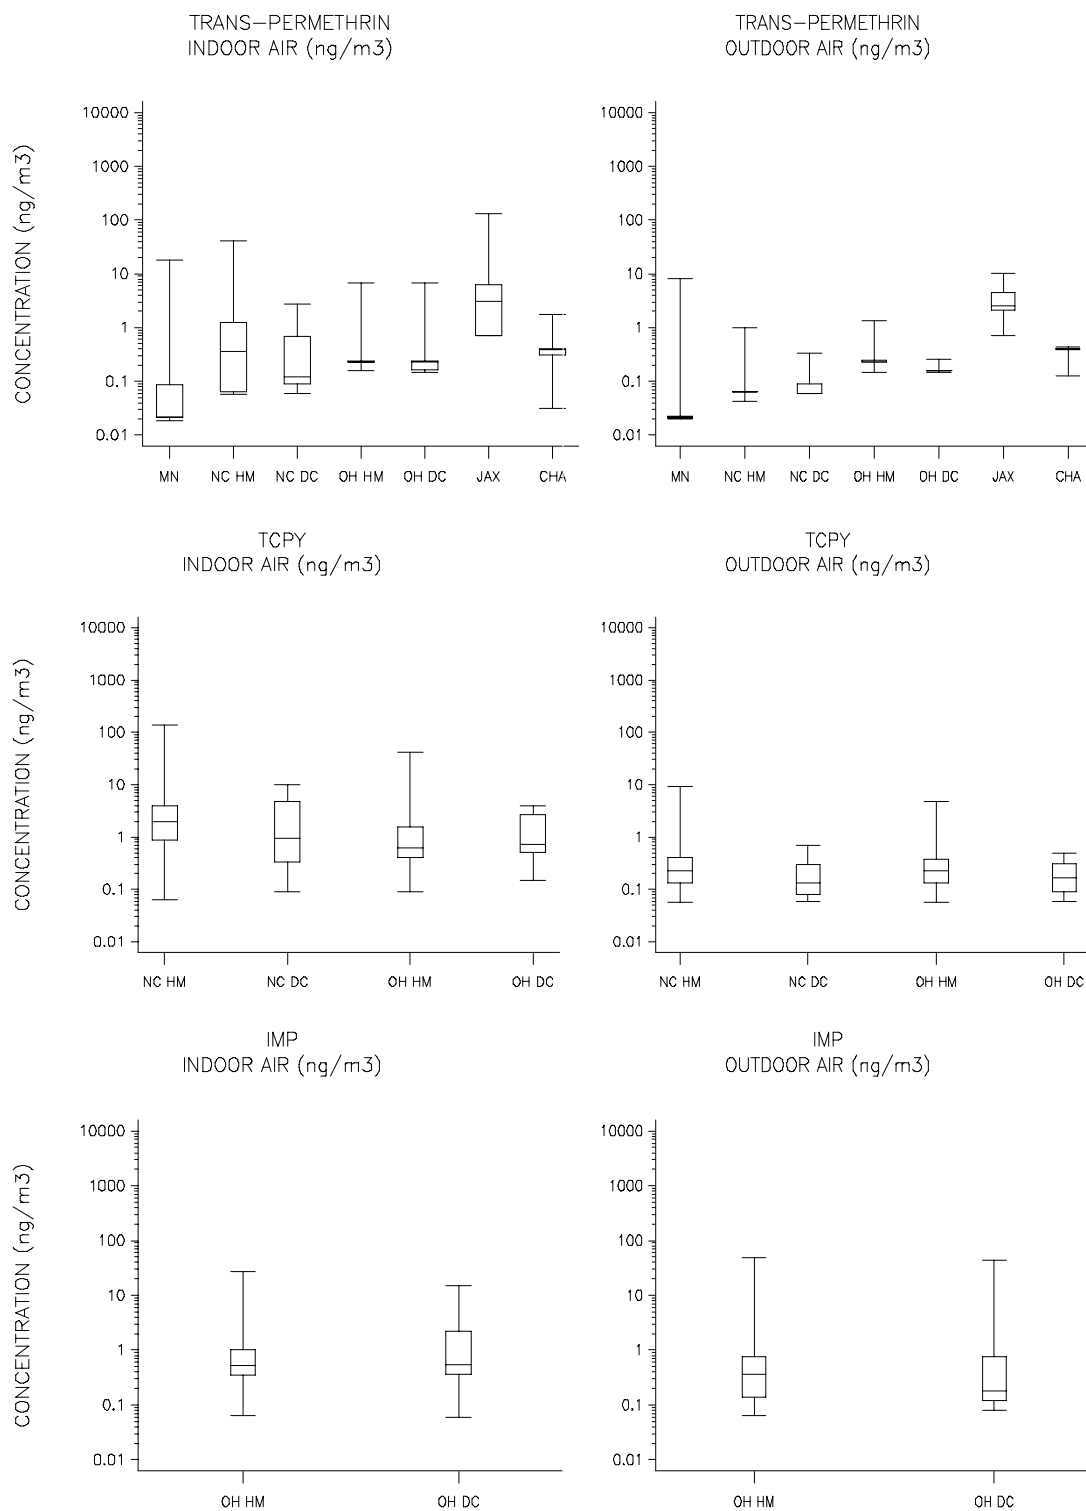 TRANS-PERMETHRIN
INDOOR AIR (ng/m3)
CONCENTRATION (ng/m3)
10000
1000
100
10
1
0.1
0.01
MN NC HM NC DC OH HM OH DC JAX CHA
TRANS-PERMETHRIN
OUTDOOR AIR (ng/m3)
10000
1000
100
10
1
0.1
0.01
MN NC HM NC DC OH HM OH DC JAX CHA
TCPY
INDOOR AIR (ng/m3)
CONCENTRATION (ng/m3)
10000
1000
100
10
1
0.1
0.01
NC HM NC DC OH HM OH DC
TCPY
OUTDOOR AIR (ng/m3)
10000
1000
100
10
1
0.1
0.01
NC HM NC DC OH HM OH DC
IMP
INDOOR AIR (ng/m3)
CONCENTRATION (ng/m3)
10000
1000
100
10
1
0.1
0.01
OH HM OH DC
IMP
OUTDOOR AIR (ng/m3)
10000
1000
100
10
1
0.1
0.01
OH HM OH DC